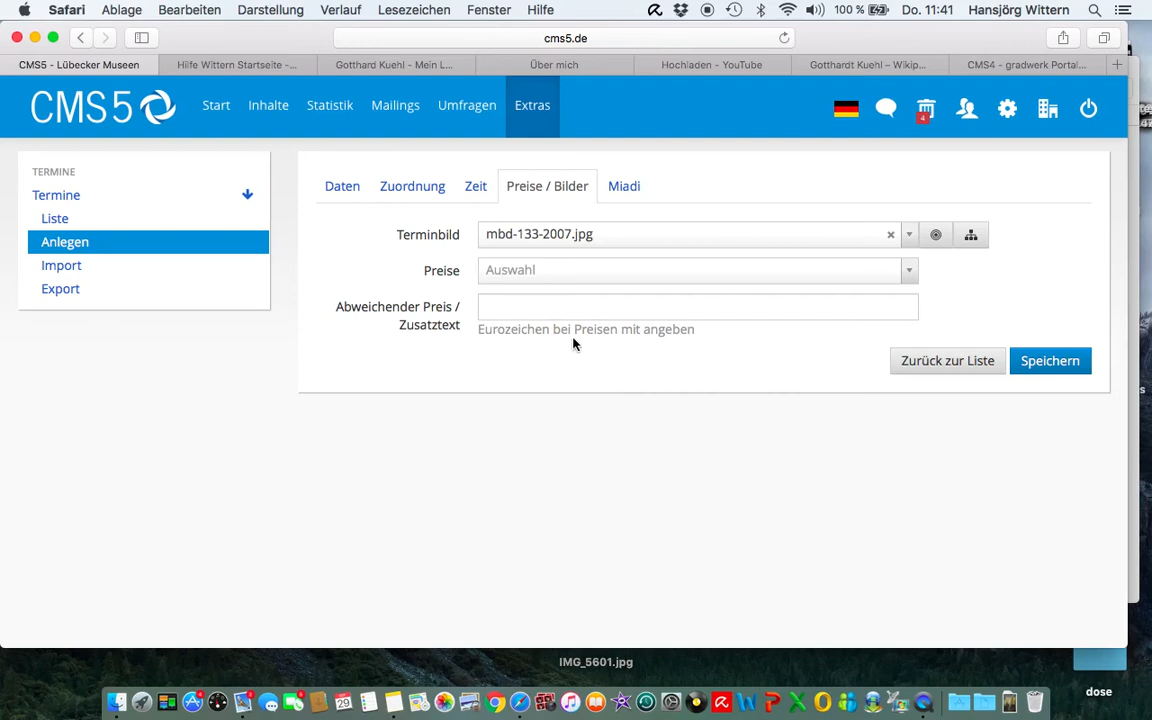 Safari Ablage Bearbeiten Darstellung Verlauf Lesezeichen Fenster Hilfe 100 % Do. 11:41 Hansjörg Wittern
cms5.de
CMS5 - Lübecker Museen Hilfe Wittern Startseite -... Gotthard Kuehl - Mein L... Über mich Hochladen - YouTube Gotthardt Kuehl – Wikip... CMS4 - gradwerk Portal...
CMS5 Start Inhalte Statistik Mailings Umfragen Extras 4
TERMINE
Termine
Liste
Anlegen
Import
Export
Daten Zuordnung Zeit Preise / Bilder Miadi
Terminbild mbd-133-2007.jpg
Preise Auswahl
Abweichender Preis /
Zusatztext
Eurozeichen bei Preisen mit angeben
Zurück zur Liste Speichern
IMG_5601.jpg
dose